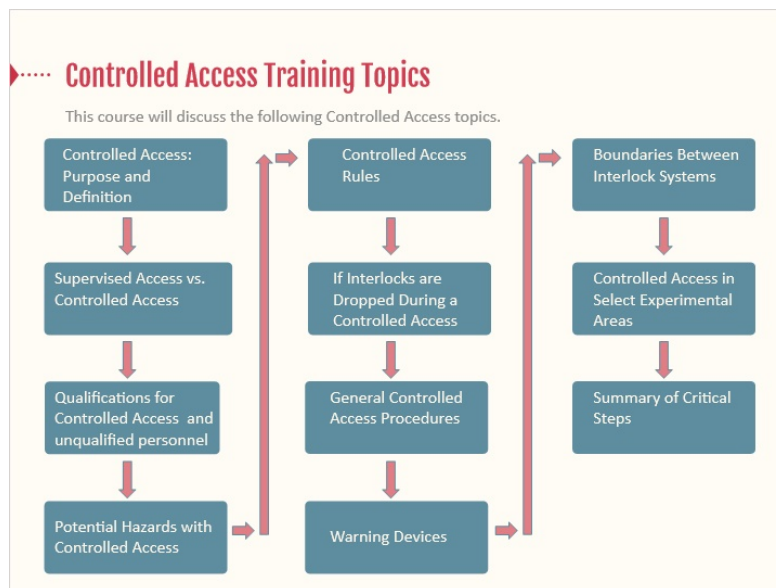 Controlled Access Training Topics
This course will discuss the following Controlled Access topics.
Controlled Access:
Purpose and
Definition
Supervised Access vs.
Controlled Access
Qualifications for
Controlled Access and
unqualified personnel
Potential Hazards with
Controlled Access
Controlled Access
Rules
If Interlocks are
Dropped During a
Controlled Access
General Controlled
Access Procedures
Warning Devices
Boundaries Between
Interlock Systems
Controlled Access in
Select Experimental
Areas
Summary of Critical
Steps